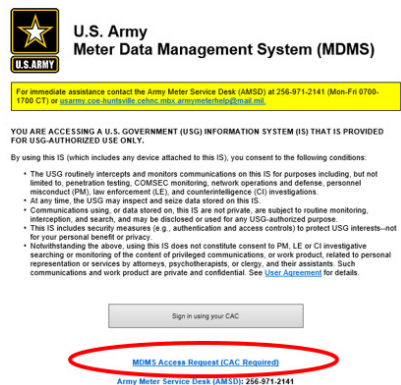 U.S. Army
Meter Data Management System (MDMS)
U.S.ARMY
For immediate assistance contact the Army Meter Service Desk (AMSD) at 256-971-2141 (Mon-Fri 0700-
1700 CT) or usarmy.coe-huntsville.cehnc.mbx.armymeterhelp@mail.mil.
YOU ARE ACCESSING A U.S. GOVERNMENT (USG) INFORMATION SYSTEM (IS) THAT IS PROVIDED
FOR USG-AUTHORIZED USE ONLY.
By using this IS (which includes any device attached to this IS), you consent to the following conditions:
• The USG routinely intercepts and monitors communications on this IS for purposes including, but not
limited to, penetration testing, COMSEC monitoring, network operations and defense, personnel
misconduct (PM), law enforcement (LE), and counterintelligence (CI) investigations.
• At any time, the USG may inspect and seize data stored on this IS.
• Communications using, or data stored on, this IS are not private, are subject to routine monitoring,
interception, and search, and may be disclosed or used for any USG-authorized purpose.
• This IS includes security measures (e.g., authentication and access controls) to protect USG interests--not
for your personal benefit or privacy.
• Notwithstanding the above, using this IS does not constitute consent to PM, LE or CI investigative
searching or monitoring of the content of privileged communications, or work product, related to personal
representation or services by attorneys, psychotherapists, or clergy, and their assistants. Such
communications and work product are private and confidential. See User Agreement for details.
Sign in using your CAC
MDMS Access Request (CAC Required)
Army Meter Service Desk (AMSD): 256-971-2141